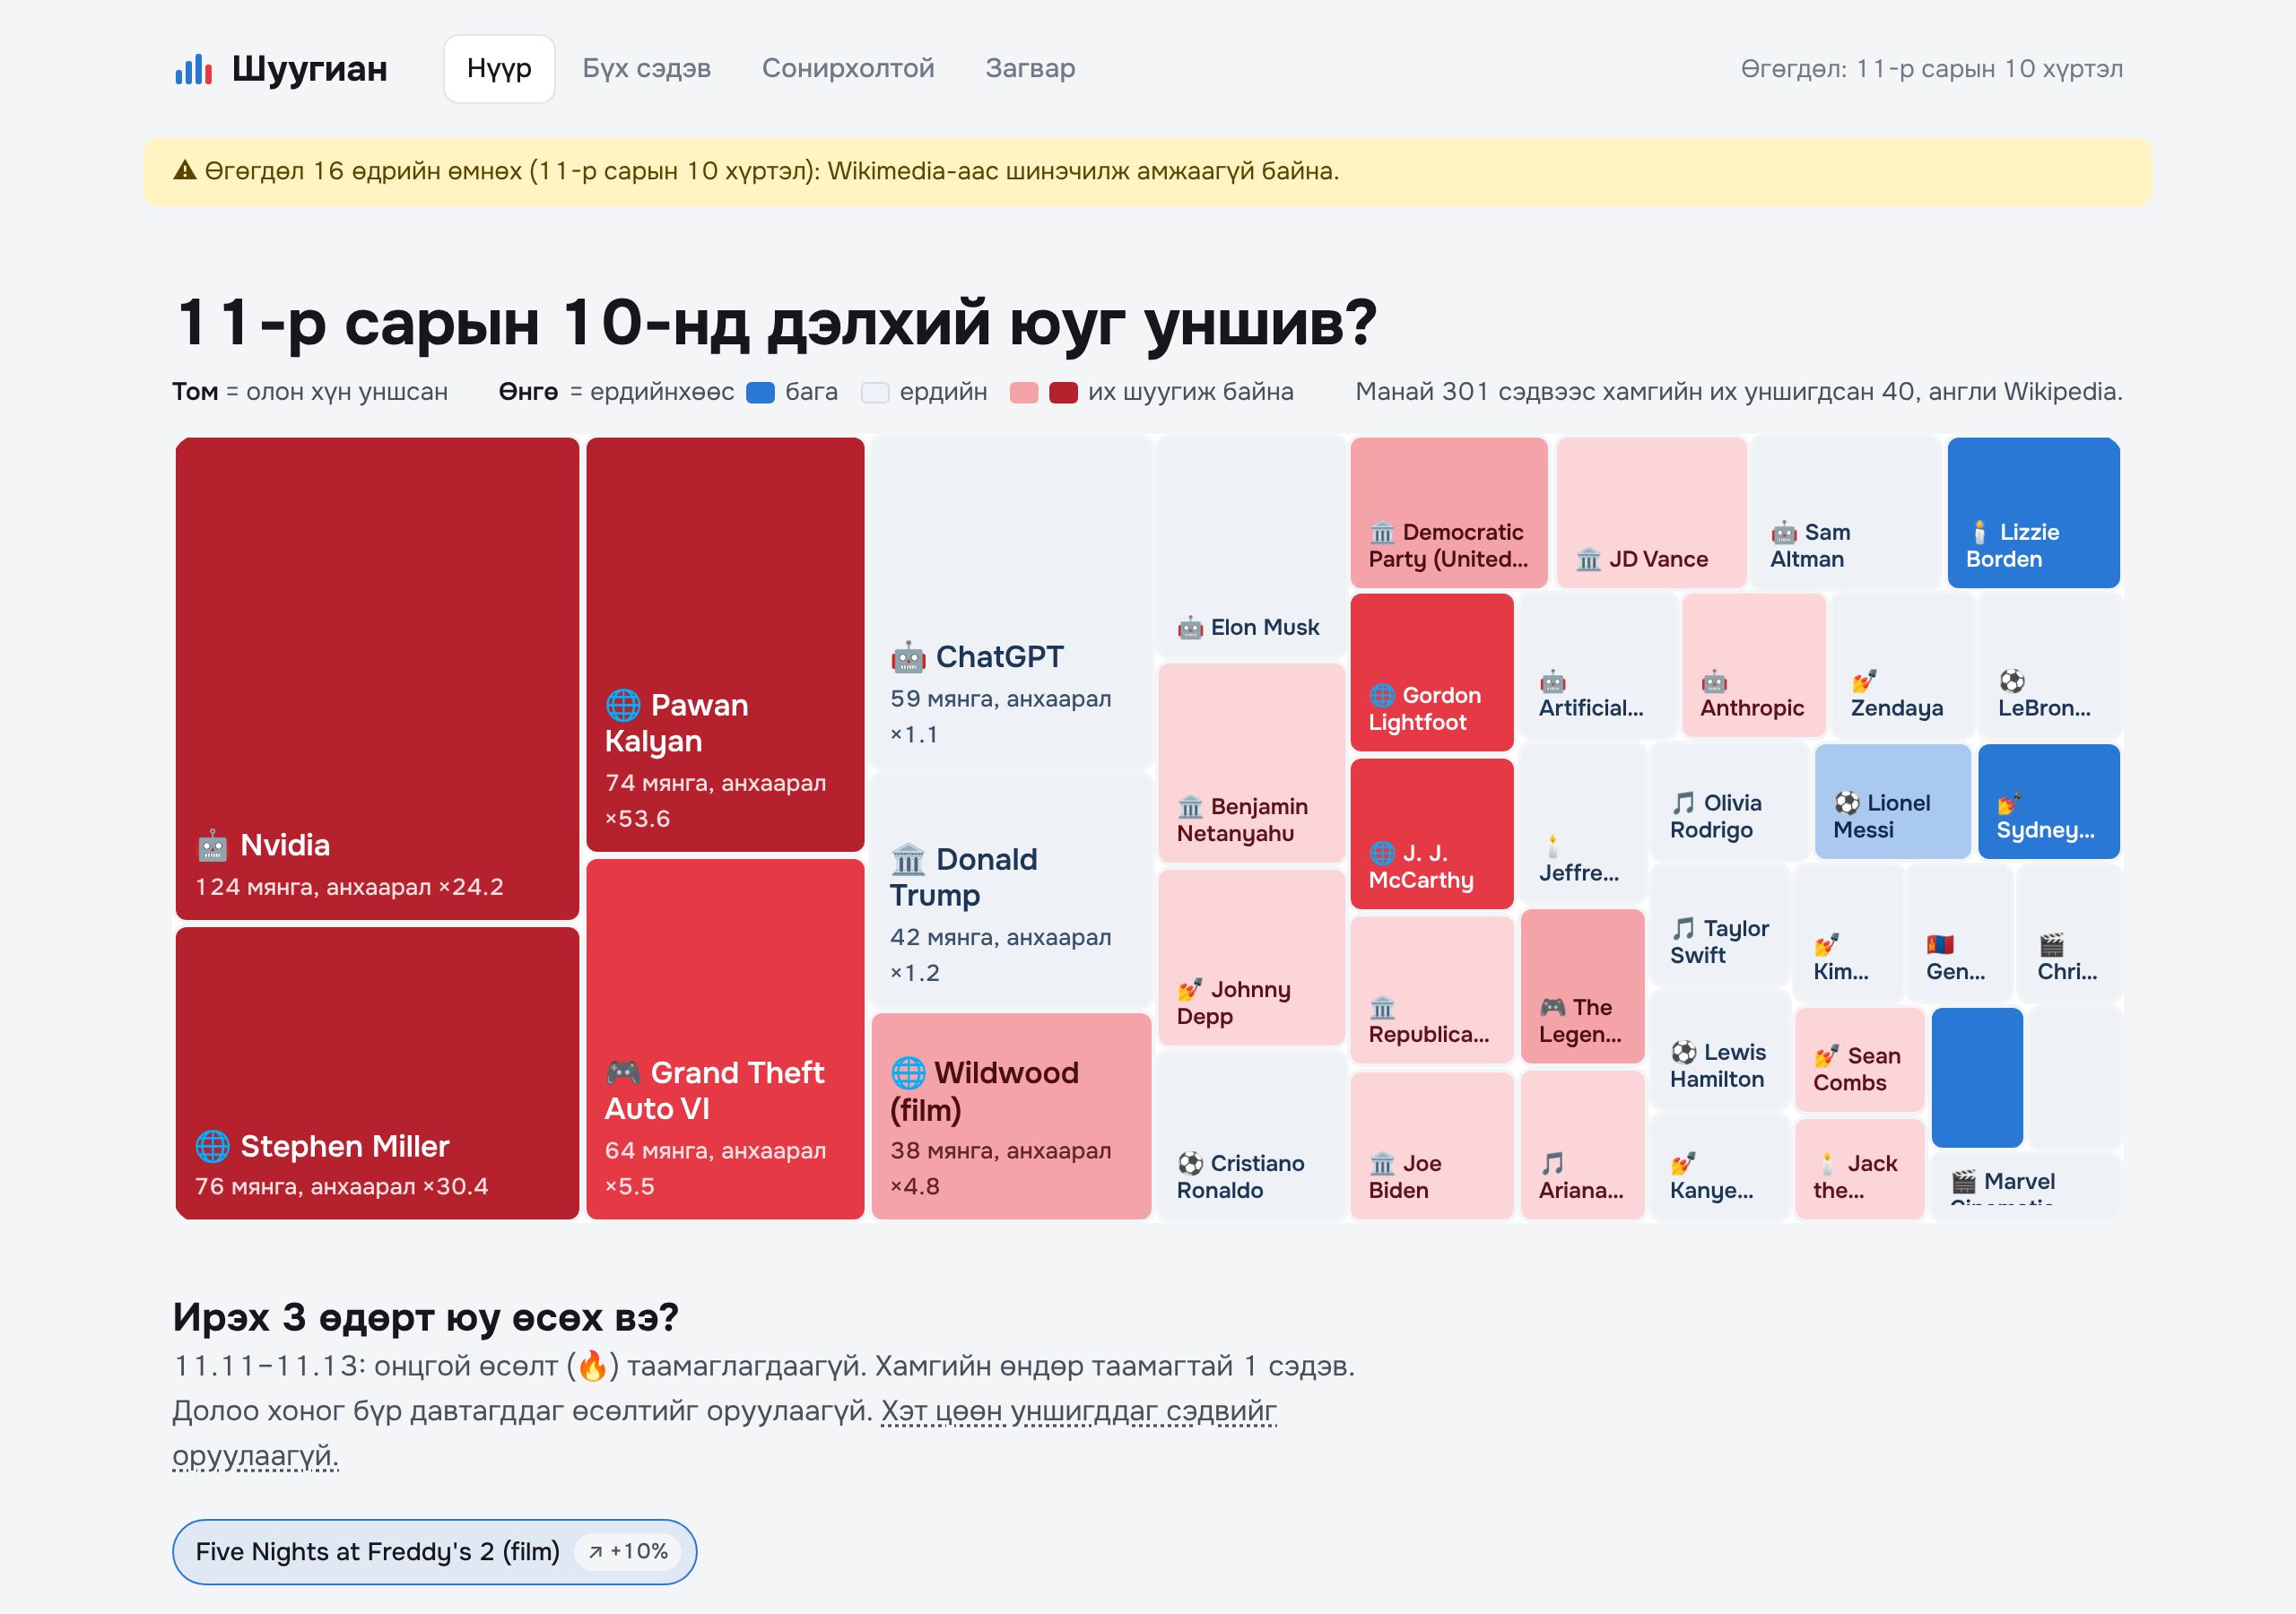 Шуугиан
Нүүр
Бүх сэдэв
Сонирхолтой
Загвар
Өгөгдөл: 11-р сарын 10 хүртэл
⚠ Өгөгдөл 16 өдрийн өмнөх (11-р сарын 10 хүртэл): Wikimedia-аас шинэчилж амжаагүй байна.
11-р сарын 10-нд дэлхий юуг уншив?
Том = олон хүн уншсан
Өнгө = ердийнхөөс бага ердийн их шуугиж байна
Манай 301 сэдвээс хамгийн их уншигдсан 40, англи Wikipedia.
🤖 Nvidia
124 мянга, анхаарал ×24.2
🌐 Stephen Miller
76 мянга, анхаарал ×30.4
🌐 Pawan
Kalyan
74 мянга, анхаарал
×53.6
🎮 Grand Theft
Auto VI
64 мянга, анхаарал
×5.5
🤖 ChatGPT
59 мянга, анхаарал
×1.1
🏛️ Donald
Trump
42 мянга, анхаарал
×1.2
🌐 Wildwood
(film)
38 мянга, анхаарал
×4.8
🤖 Elon Musk
🏛️ Benjamin
Netanyahu
💅 Johnny
Depp
⚽ Cristiano
Ronaldo
🏛️ Democratic
Party (United...
🏛️ JD Vance
🤖 Sam
Altman
🕯️ Lizzie
Borden
🌐 Gordon
Lightfoot
🤖
Artificial...
🤖
Anthropic
💅
Zendaya
⚽
LeBron...
🌐 J. J.
McCarthy
🕯️
Jeffre...
🎵 Olivia
Rodrigo
⚽ Lionel
Messi
💅
Sydney...
🏛️
Republica...
🎮 The
Legen...
🎵 Taylor
Swift
💅
Kim...
🇲🇳
Gen...
🎬
Chri...
🏛️ Joe
Biden
🎵
Ariana...
⚽ Lewis
Hamilton
💅 Sean
Combs
💅
Kanye...
🕯️ Jack
the...
🎬 Marvel
Ирэх 3 өдөрт юу өсөх вэ?
11.11–11.13: онцгой өсөлт (🔥) таамаглагдаагүй. Хамгийн өндөр таамагтай 1 сэдэв.
Долоо хоног бүр давтагддаг өсөлтийг оруулаагүй. Хэт цөөн уншигддаг сэдвийг
оруулаагүй.
Five Nights at Freddy's 2 (film) ↗ +10%